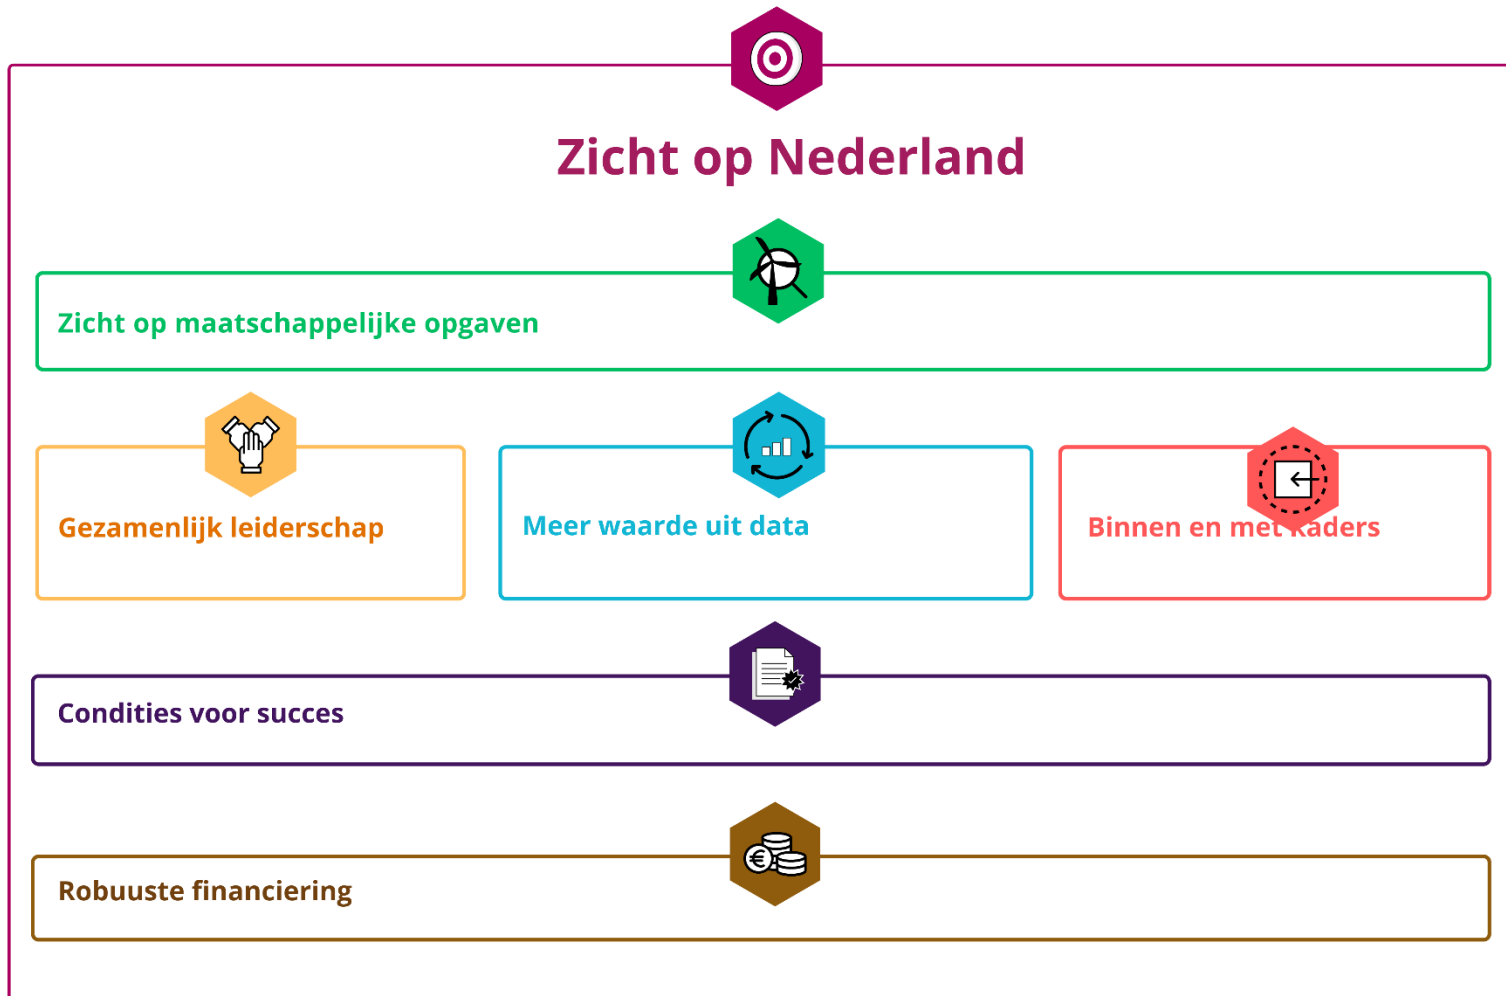 Zicht op Nederland
Zicht op maatschappelijke opgaven
Gezamenlijk leiderschap
Meer waarde uit data
Binnen en met kaders
Condities voor succes
Robuuste financiering